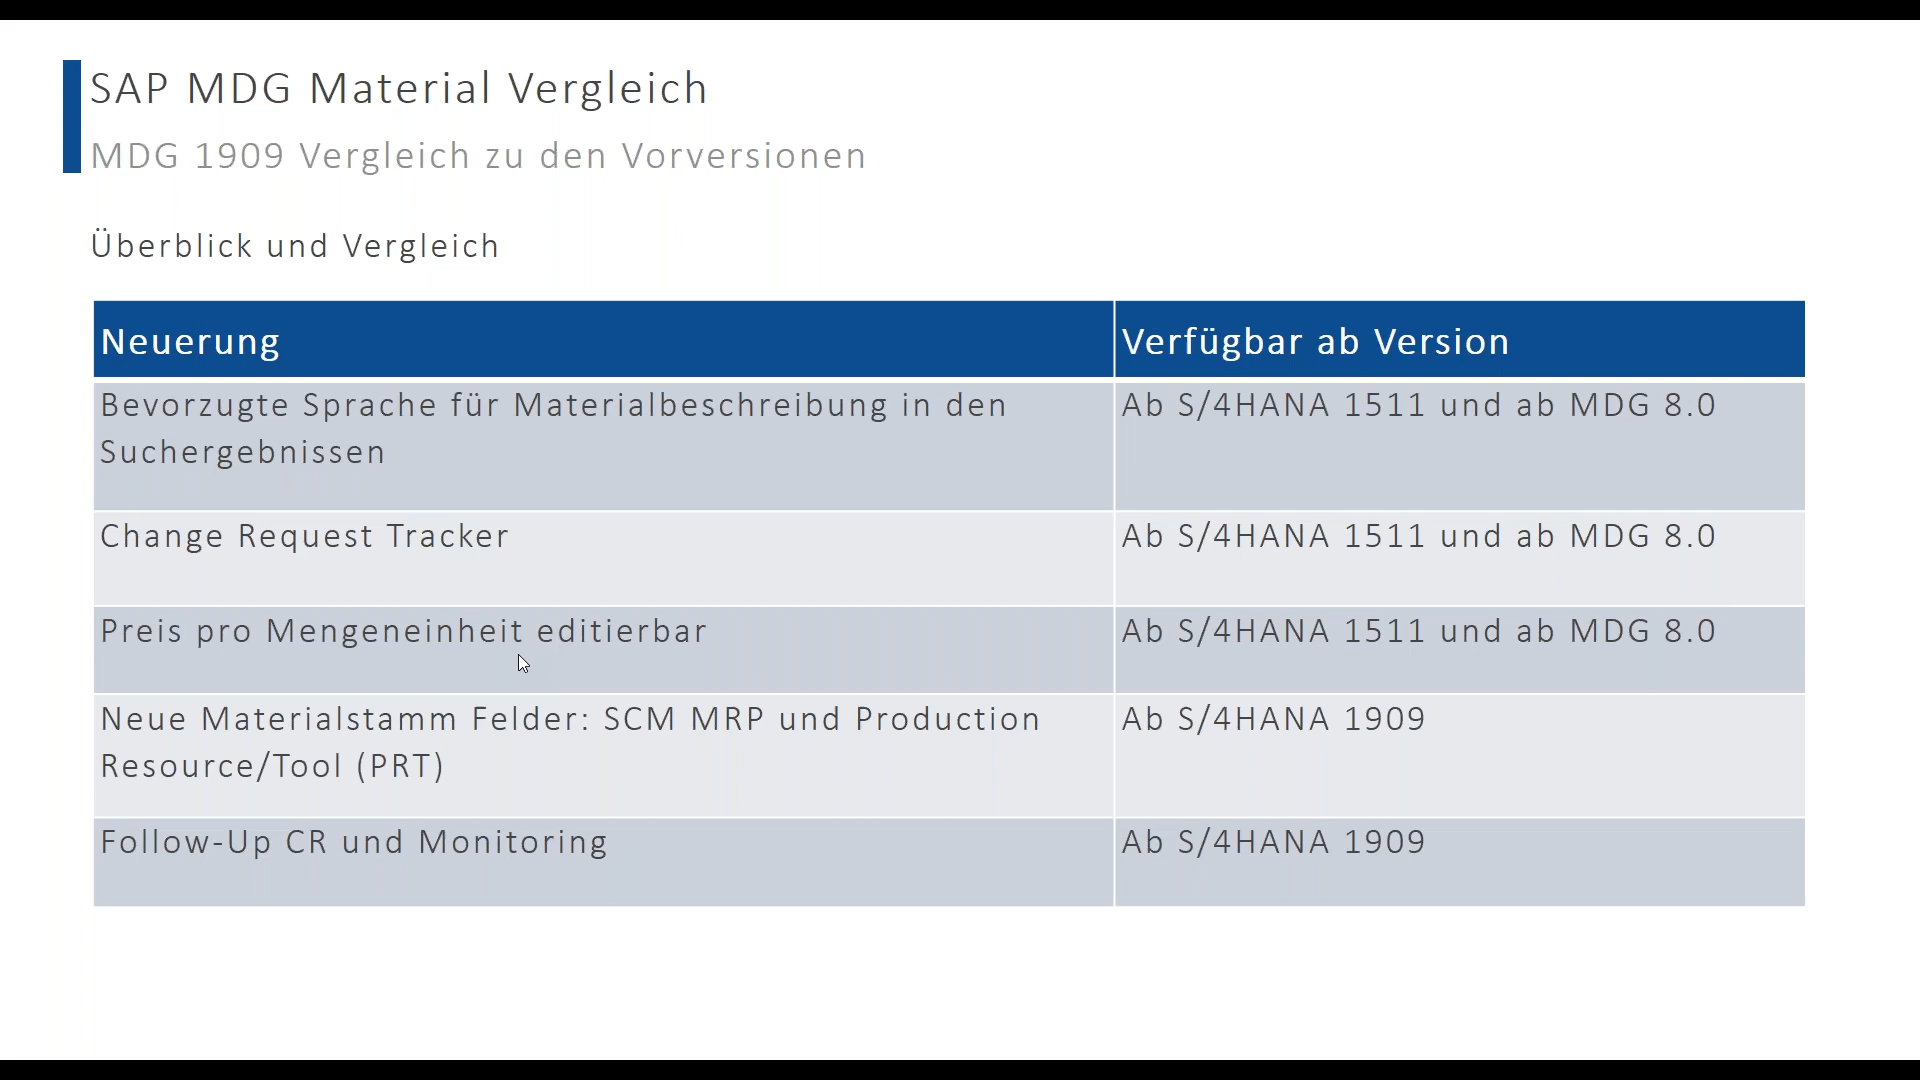 SAP MDG Material Vergleich
MDG 1909 Vergleich zu den Vorversionen
Überblick und Vergleich
Neuerung
Verfügbar ab Version
Bevorzugte Sprache für Materialbeschreibung in den
Suchergebnissen
Ab S/4HANA 1511 und ab MDG 8.0
Change Request Tracker
Ab S/4HANA 1511 und ab MDG 8.0
Preis pro Mengeneinheit editierbar
Ab S/4HANA 1511 und ab MDG 8.0
Neue Materialstamm Felder: SCM MRP und Production
Resource/Tool (PRT)
Ab S/4HANA 1909
Follow-Up CR und Monitoring
Ab S/4HANA 1909